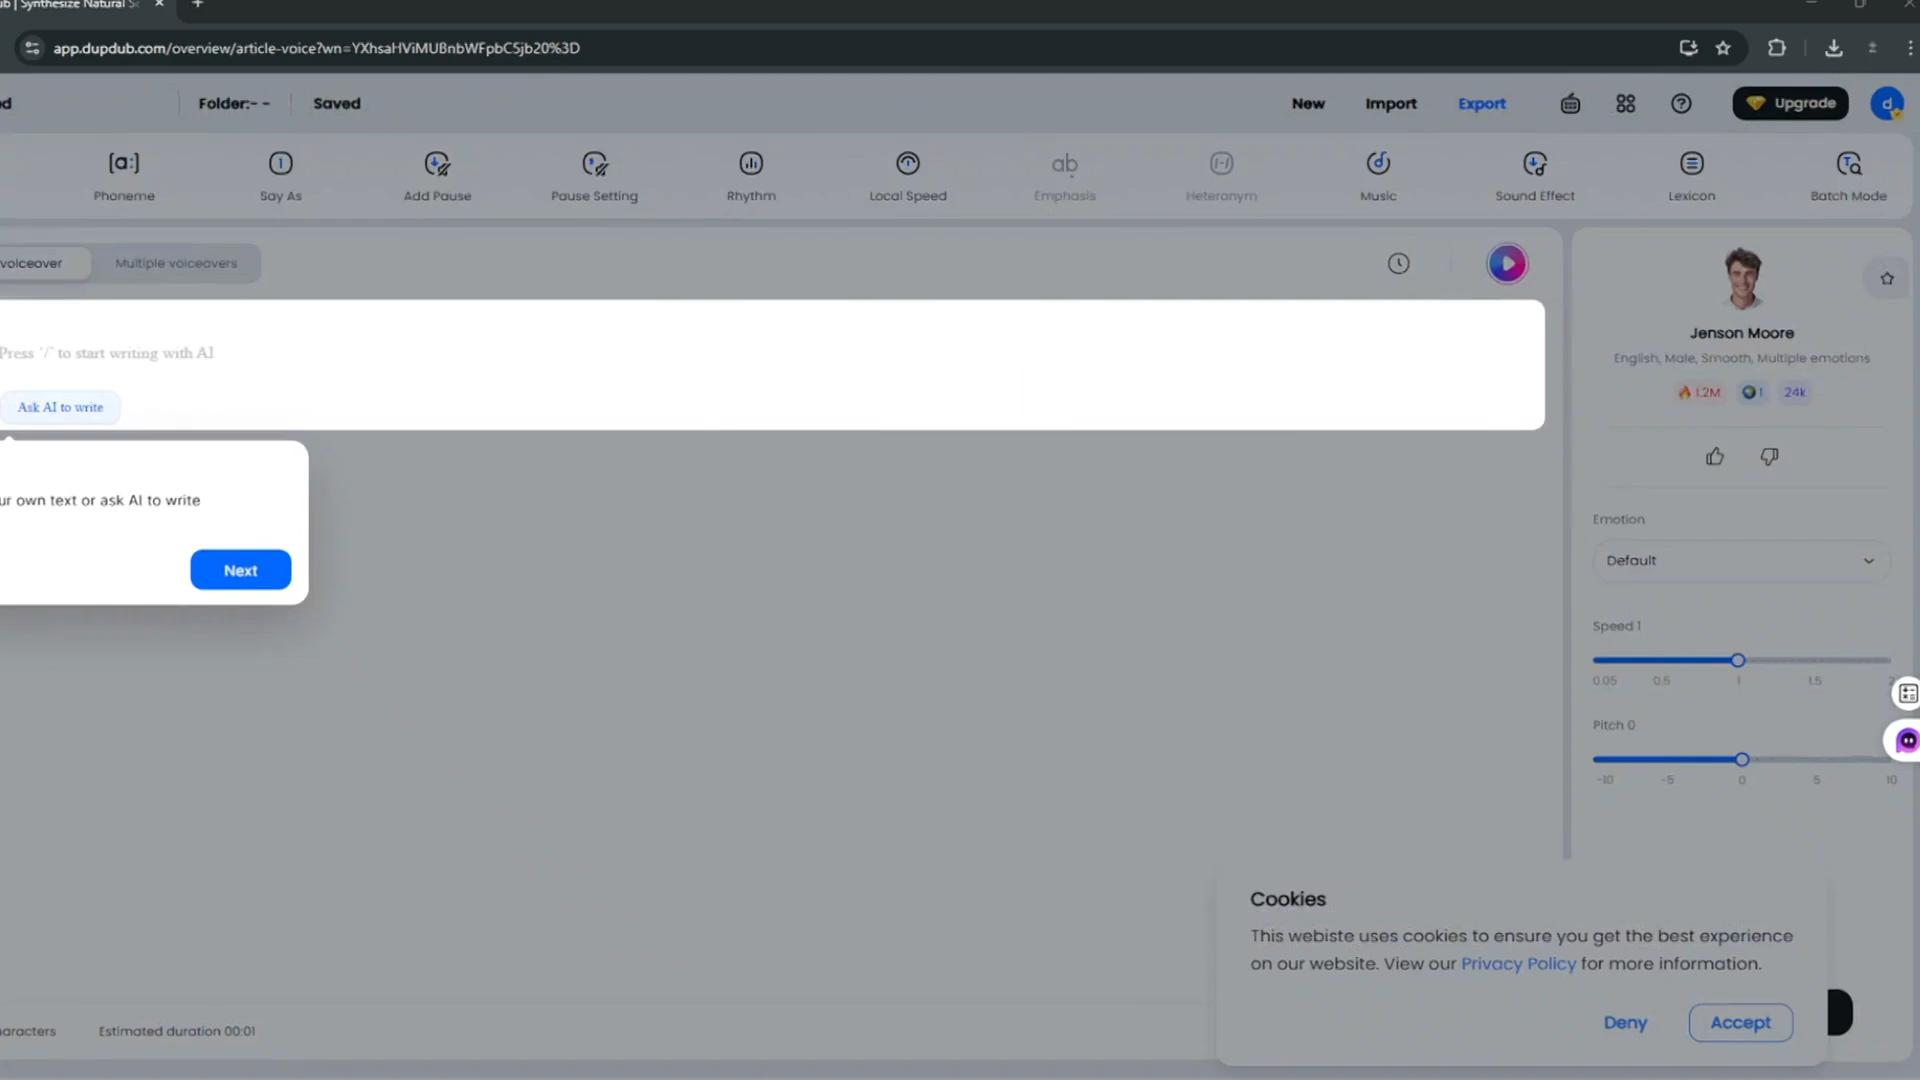 | Synthesize Natural
app.dupdub.com/overview/article-voice?wn=YXhsaHViMUBnbWFpbC5jb20%3D
Folder:- -
Saved
New
Import
Export
Upgrade
d
[a:]
Phoneme
Say As
Add Pause
Pause Setting
Rhythm
Local Speed
ab
Emphasis
Heteronym
Music
Sound Effect
Lexicon
Batch Mode
voiceover
Multiple voiceovers
Press '/' to start writing with AI
Ask AI to write
ur own text or ask AI to write
Next
Jenson Moore
English, Male, Smooth, Multiple emotions
1.2M
1
24k
Emotion
Default
Speed 1
0.05 0.5 1 1.5 2
Pitch 0
-10 -5 0 5 10
Cookies
This webiste uses cookies to ensure you get the best experience
on our website. View our Privacy Policy for more information.
Deny
Accept
aracters
Estimated duration 00:01